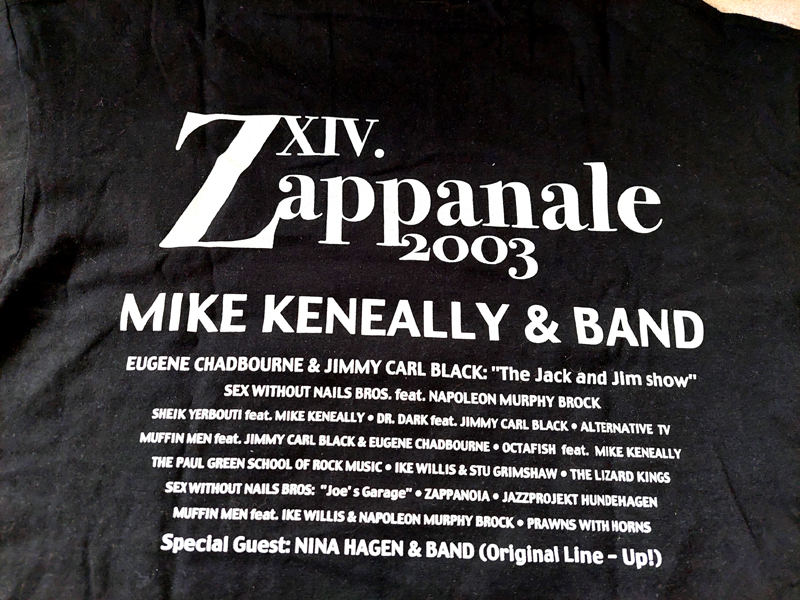 XIV.
Zappanale
2003
MIKE KENEALLY & BAND
EUGENE CHADBOURNE & JIMMY CARL BLACK: "The Jack and Jim show"
SEX WITHOUT NAILS BROS. feat. NAPOLEON MURPHY BROCK
SHEIK YERBOUTI feat. MIKE KENEALLY • DR. DARK feat. JIMMY CARL BLACK • ALTERNATIVE TV
MUFFIN MEN feat. JIMMY CARL BLACK & EUGENE CHADBOURNE • OCTAFISH feat. MIKE KENEALLY
THE PAUL GREEN SCHOOL OF ROCK MUSIC • IKE WILLIS & STU GRIMSHAW • THE LIZARD KINGS
SEX WITHOUT NAILS BROS: "Joe's Garage" • ZAPPANOIA • JAZZPROJEKT HUNDEHAGEN
MUFFIN MEN feat. IKE WILLIS & NAPOLEON MURPHY BROCK • PRAWNS WITH HORNS
Special Guest: NINA HAGEN & BAND (Original Line - Up!)